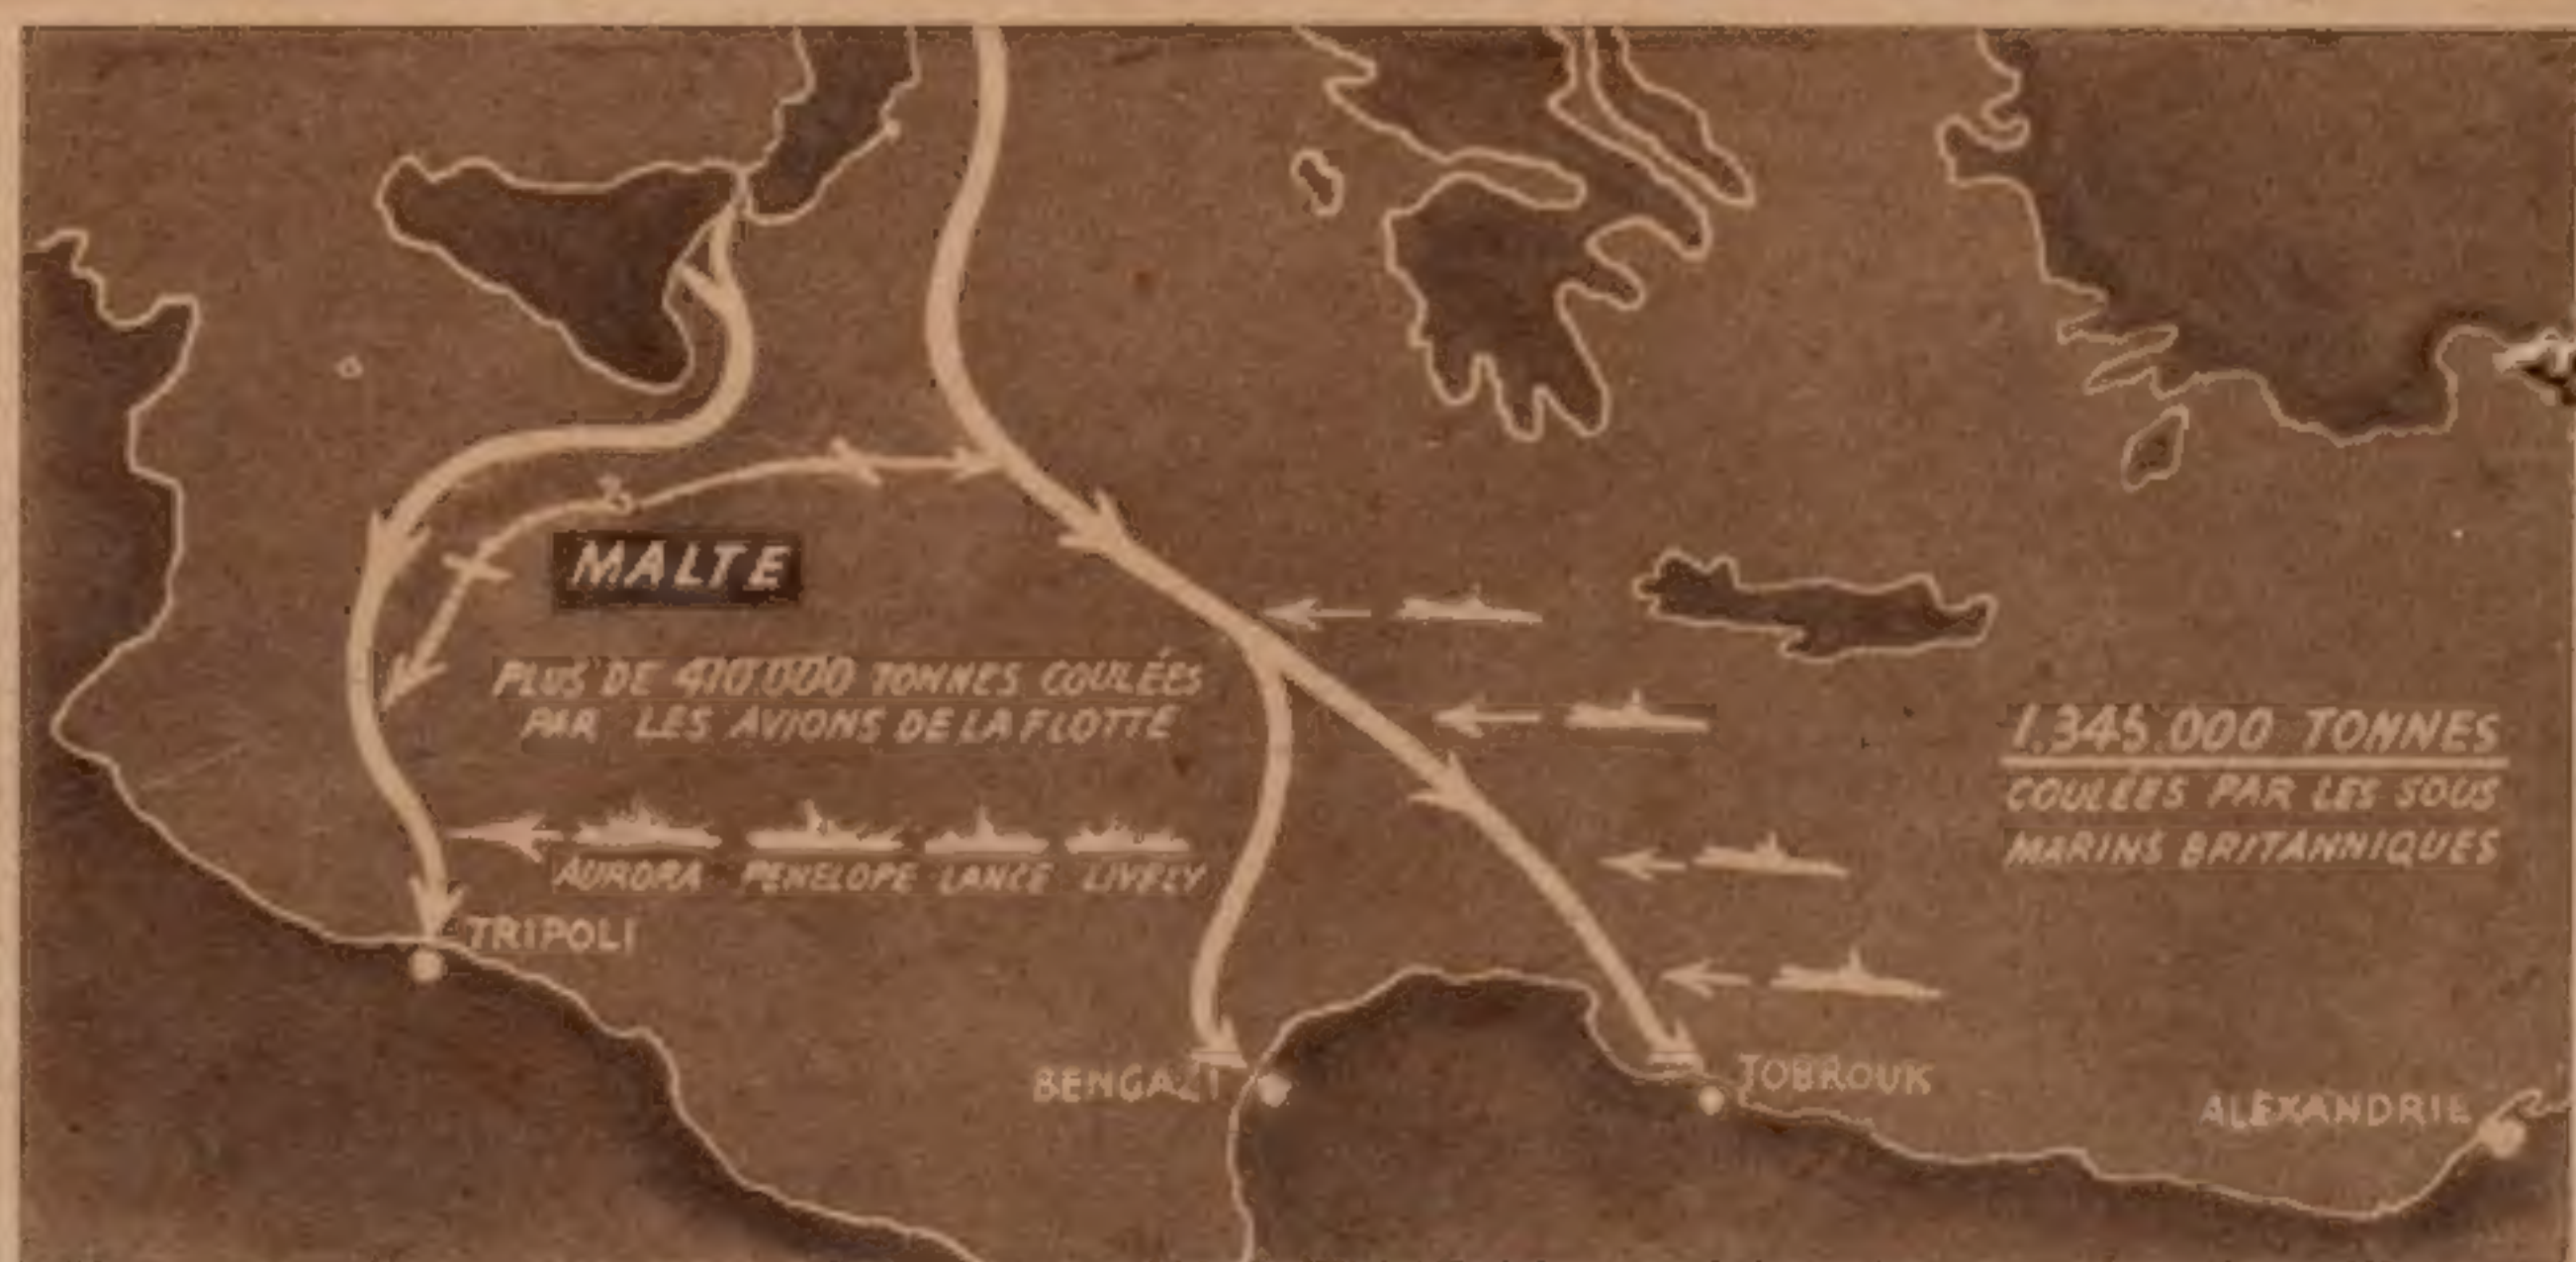 MALTE
PLUS DE 410.000 TONNES COULÉES
PAR LES AVIONS DE LA FLOTTE
1.345.000 TONNES
COULÉES PAR LES SOUS
MARINS BRITANNIQUES
AURORA PENELOPE LANCE LIVELY
TRIPOLI
BENGAZI
TOBROUK
ALEXANDRIE